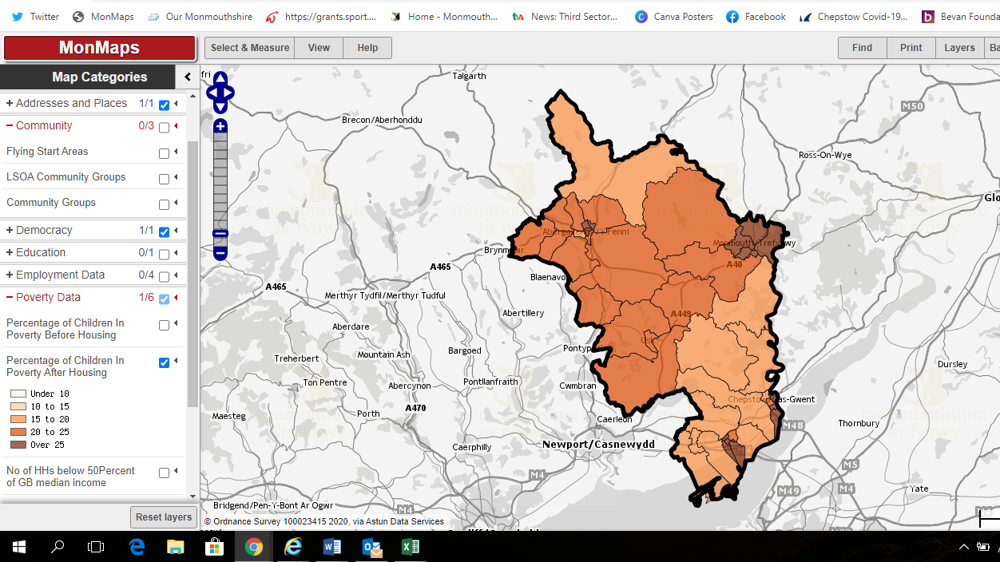 Twitter
MonMaps
Our Monmouthshire
https://grants.sport....
Home - Monmouth...
News: Third Sector...
Canva Posters
Facebook
Chepstow Covid-19...
Bevan Founda
MonMaps
Select & Measure
View
Help
Find
Print
Layers
Ba
Map Categories
+ Addresses and Places 1/1
− Community 0/3
Flying Start Areas
LSOA Community Groups
Community Groups
+ Democracy 1/1
+ Education 0/1
+ Employment Data 0/4
− Poverty Data 1/6
Percentage of Children In
Poverty Before Housing
Percentage of Children In
Poverty After Housing
Under 10
10 to 15
15 to 20
20 to 25
Over 25
No of HHs below 50Percent
of GB median income
Reset layers
fri
Talgarth
M50
Brecon/Aberhonddu
Ross-On-Wye
Glo
Monmouth/Trefynwy
A40
A465
Blaenavo
A465
Merthyr Tydfil/Merthyr Tudful
Abertillery
A449
Aberdare
Usk
Treherbert
Mountain Ash
Bargoed
Pontyp
Dursley
Ton Pentre
Abercynon
Pontllanfraith
Cwmbran
Chepstow/Cas-Gwent
Maesteg
Porth
A470
Caerleon
M48
Thornbury
Caerphilly
Newport/Casnewydd
M5
M4
M49
M4
Yate
Bridgend/Pen-Y-Bont Ar Ogwr
M4
© Ordnance Survey 100023415 2020, via Astun Data Services
monmouthshire
sir fynwy